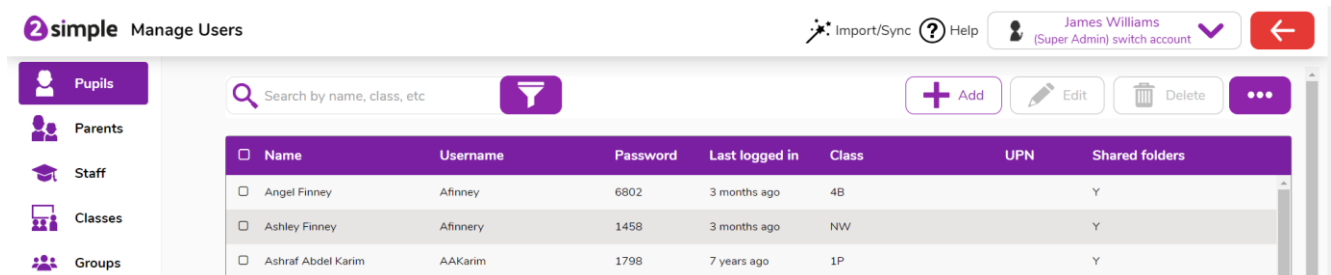 2 simple Manage Users
Import/Sync ? Help
James Williams
(Super Admin) switch account
Pupils
Parents
Staff
Classes
Groups
Search by name, class, etc
Add Edit Delete
Name Username Password Last logged in Class UPN Shared folders
Angel Finney Afinney 6802 3 months ago 4B Y
Ashley Finney Afinnery 1458 3 months ago NW Y
Ashraf Abdel Karim AAKarim 1798 7 years ago 1P Y